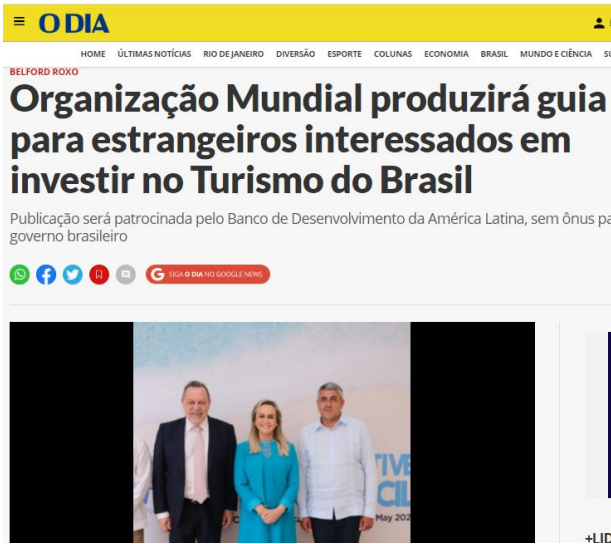 O DIA
HOME ÚLTIMAS NOTÍCIAS RIO DE JANEIRO DIVERSÃO ESPORTE COLUNAS ECONOMIA BRASIL MUNDO E CIÊNCIA
BELFORD ROXO
Organização Mundial produzirá guia
para estrangeiros interessados em
investir no Turismo do Brasil
Publicação será patrocinada pelo Banco de Desenvolvimento da América Latina, sem ônus pa
governo brasileiro
G SIGA O DIA NO GOOGLE NEWS
TIVE
CIL
May 202
+LID